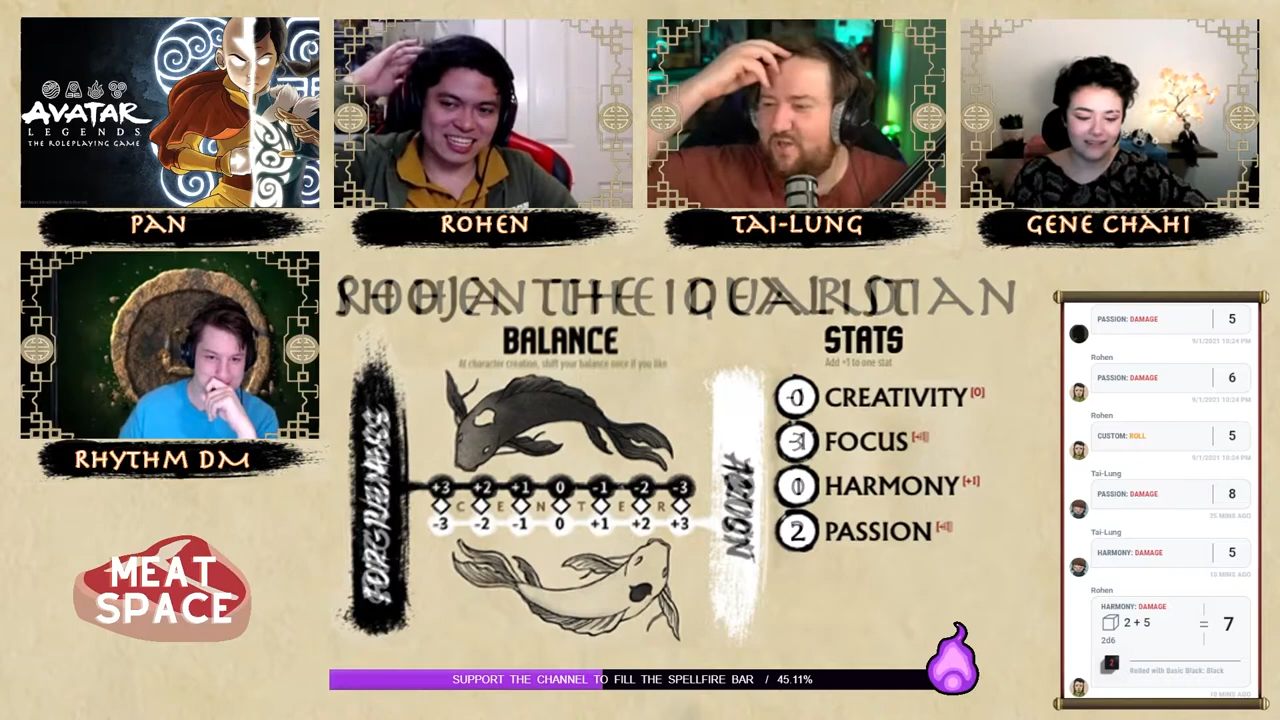 AVATAR
LEGENDS
THE ROLEPLAYING GAME
PAN
ROHEN
TAI-LUNG
GENE CHAHI
RHYTHM DM
BALANCE
At character creation, shift your balance once if you like
STATS
Add +1 to one stat
FORGIVENESS
ACTION
+3 +2 +1 0 -1 -2 -3
C E N T E R
-3 -2 -1 0 +1 +2 +3
CREATIVITY [0]
FOCUS
0 HARMONY [+1]
2 PASSION
MEAT
SPACE
SUPPORT THE CHANNEL TO FILL THE SPELLFIRE BAR / 45.11%
PASSION: DAMAGE 5
9/1/2021 10:24 PM
Rohen
PASSION: DAMAGE 6
9/1/2021 10:24 PM
Rohen
CUSTOM: ROLL 5
9/1/2021 10:24 PM
Tai-Lung
PASSION: DAMAGE 8
25 MINS AGO
Tai-Lung
HARMONY: DAMAGE 5
10 MINS AGO
Rohen
HARMONY: DAMAGE
2 + 5 = 7
2d6
2
Rolled with Basic Black: Black
10 MINS AGO